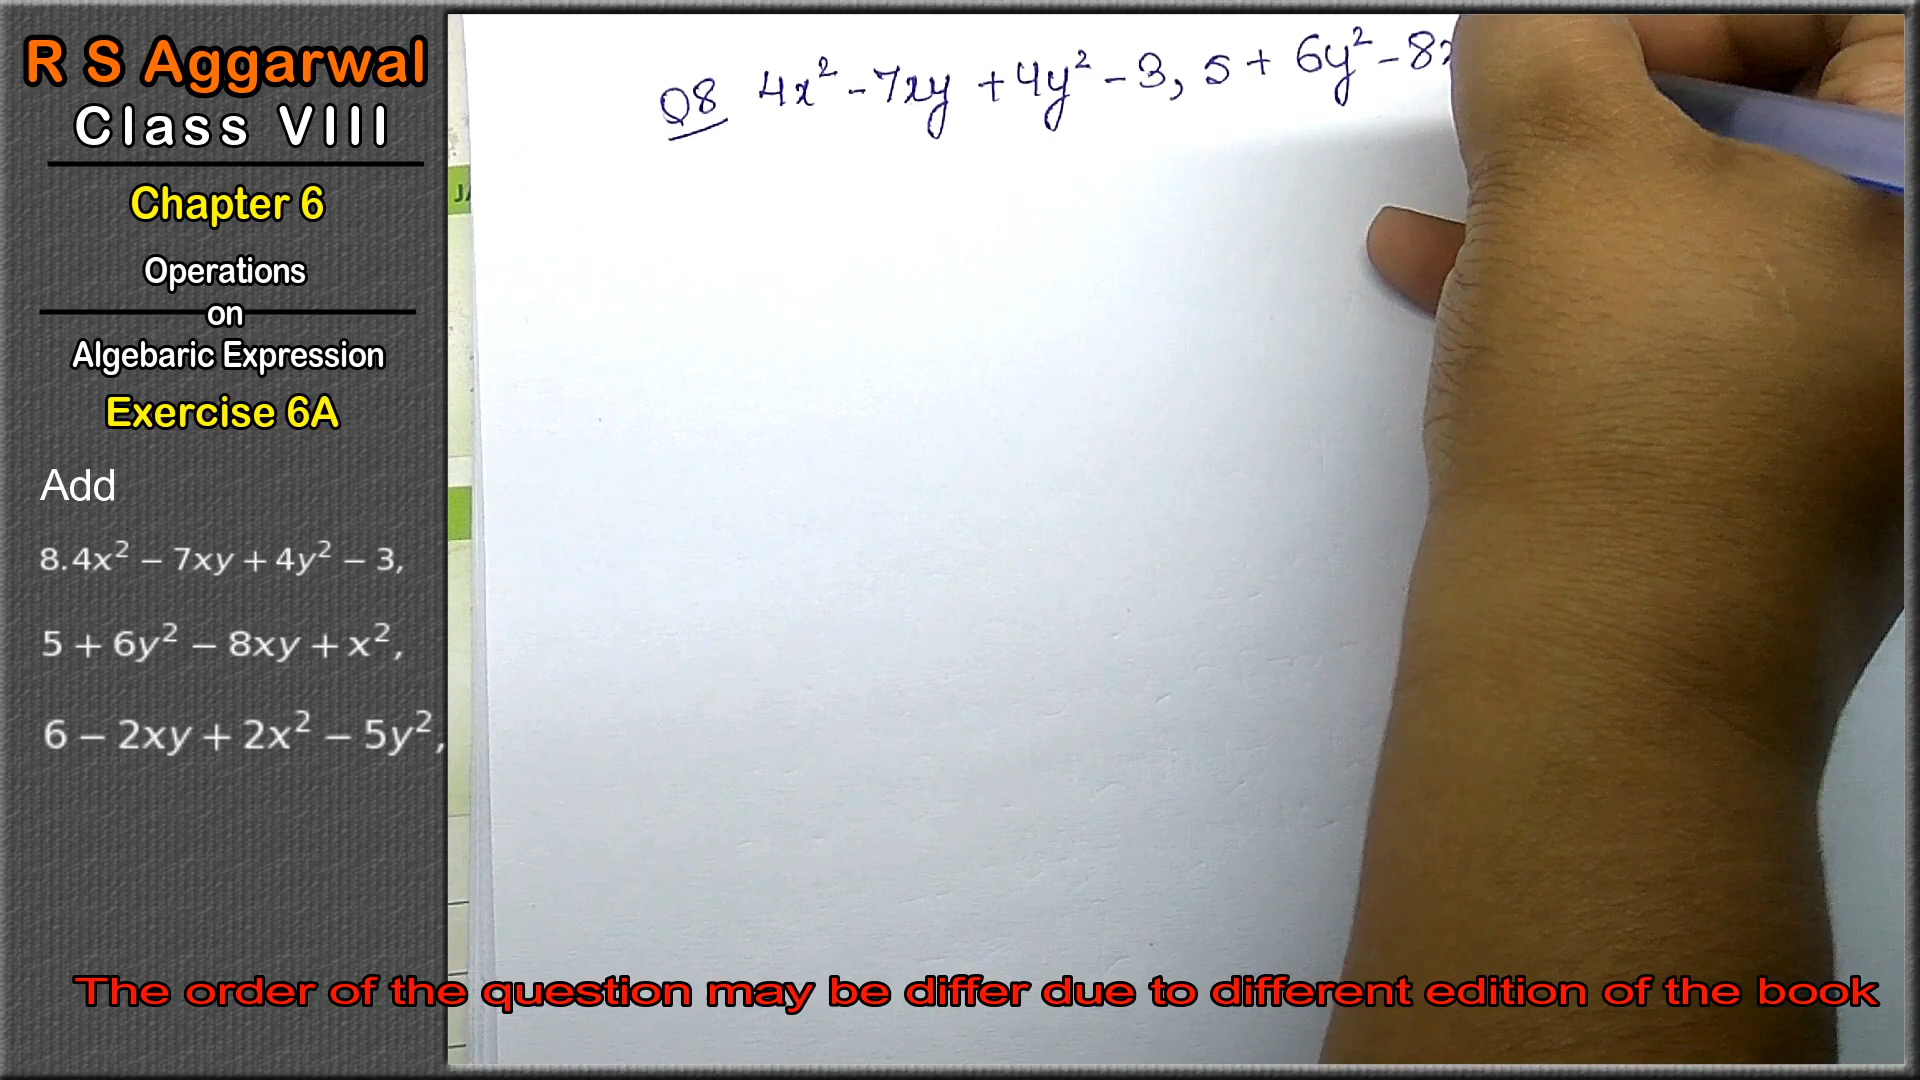 R S Aggarwal
Class VIII
Chapter 6
Operations
on
Algebaric Expression
Exercise 6A
Add
8.4x² − 7xy + 4y² − 3,
5 + 6y² − 8xy + x²,
6 − 2xy + 2x² − 5y²,
Q8 4x² - 7xy + 4y² - 3, 5 + 6y² - 8x
The order of the question may be differ due to different edition of the book